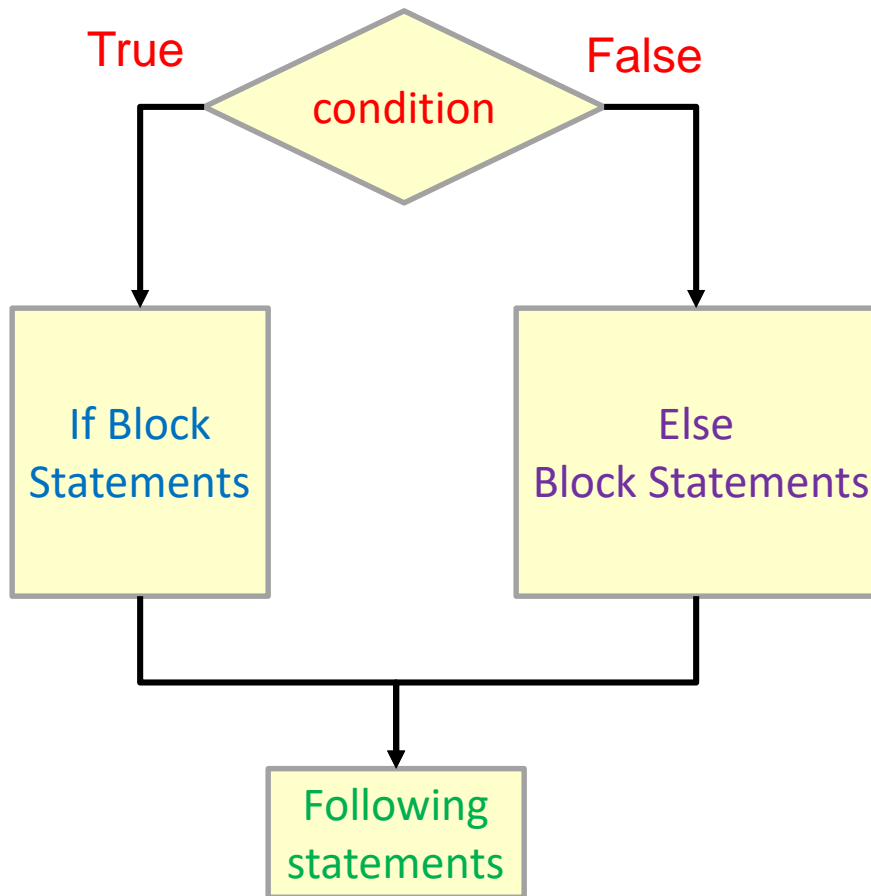 True
False
condition
If Block
Statements
Else
Block Statements
Following
statements